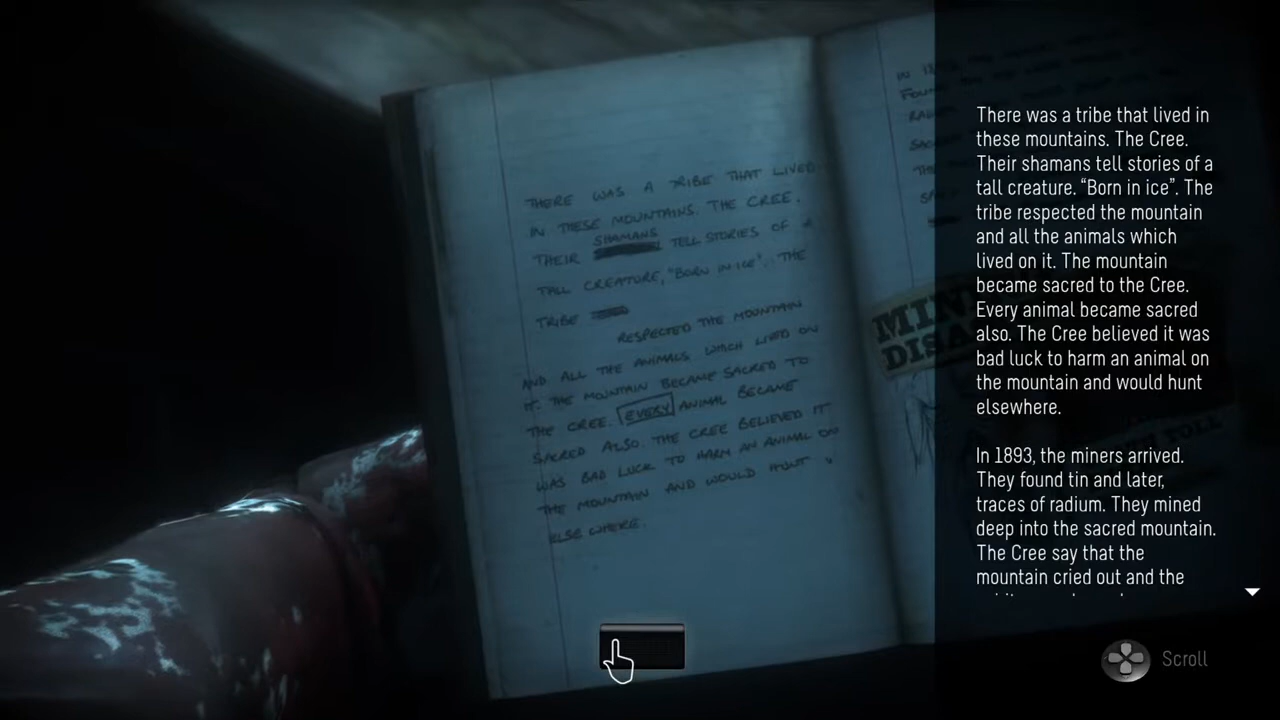 THERE WAS A TRIBE THAT LIVED
IN THESE MOUNTAINS. THE CREE.
SHAMANS
THEIR TELL STORIES OF A
TALL CREATURE, "BORN IN ICE". THE
TRIBE
RESPECTED THE MOUNTAIN
AND ALL THE ANIMALS WHICH LIVED ON
IT. THE MOUNTAIN BECAME SACRED TO
THE CREE. EVERY ANIMAL BECAME
SACRED ALSO. THE CREE BELIEVED IT
WAS BAD LUCK TO HARM AN ANIMAL ON
THE MOUNTAIN AND WOULD HUNT
ELSE WHERE.
IN
FOUND
There was a tribe that lived in
these mountains. The Cree.
Their shamans tell stories of a
tall creature. “Born in ice”. The
tribe respected the mountain
and all the animals which
lived on it. The mountain
became sacred to the Cree.
Every animal became sacred
also. The Cree believed it was
bad luck to harm an animal on
the mountain and would hunt
elsewhere.
In 1893, the miners arrived.
They found tin and later,
traces of radium. They mined
deep into the sacred mountain.
The Cree say that the
mountain cried out and the
Scroll